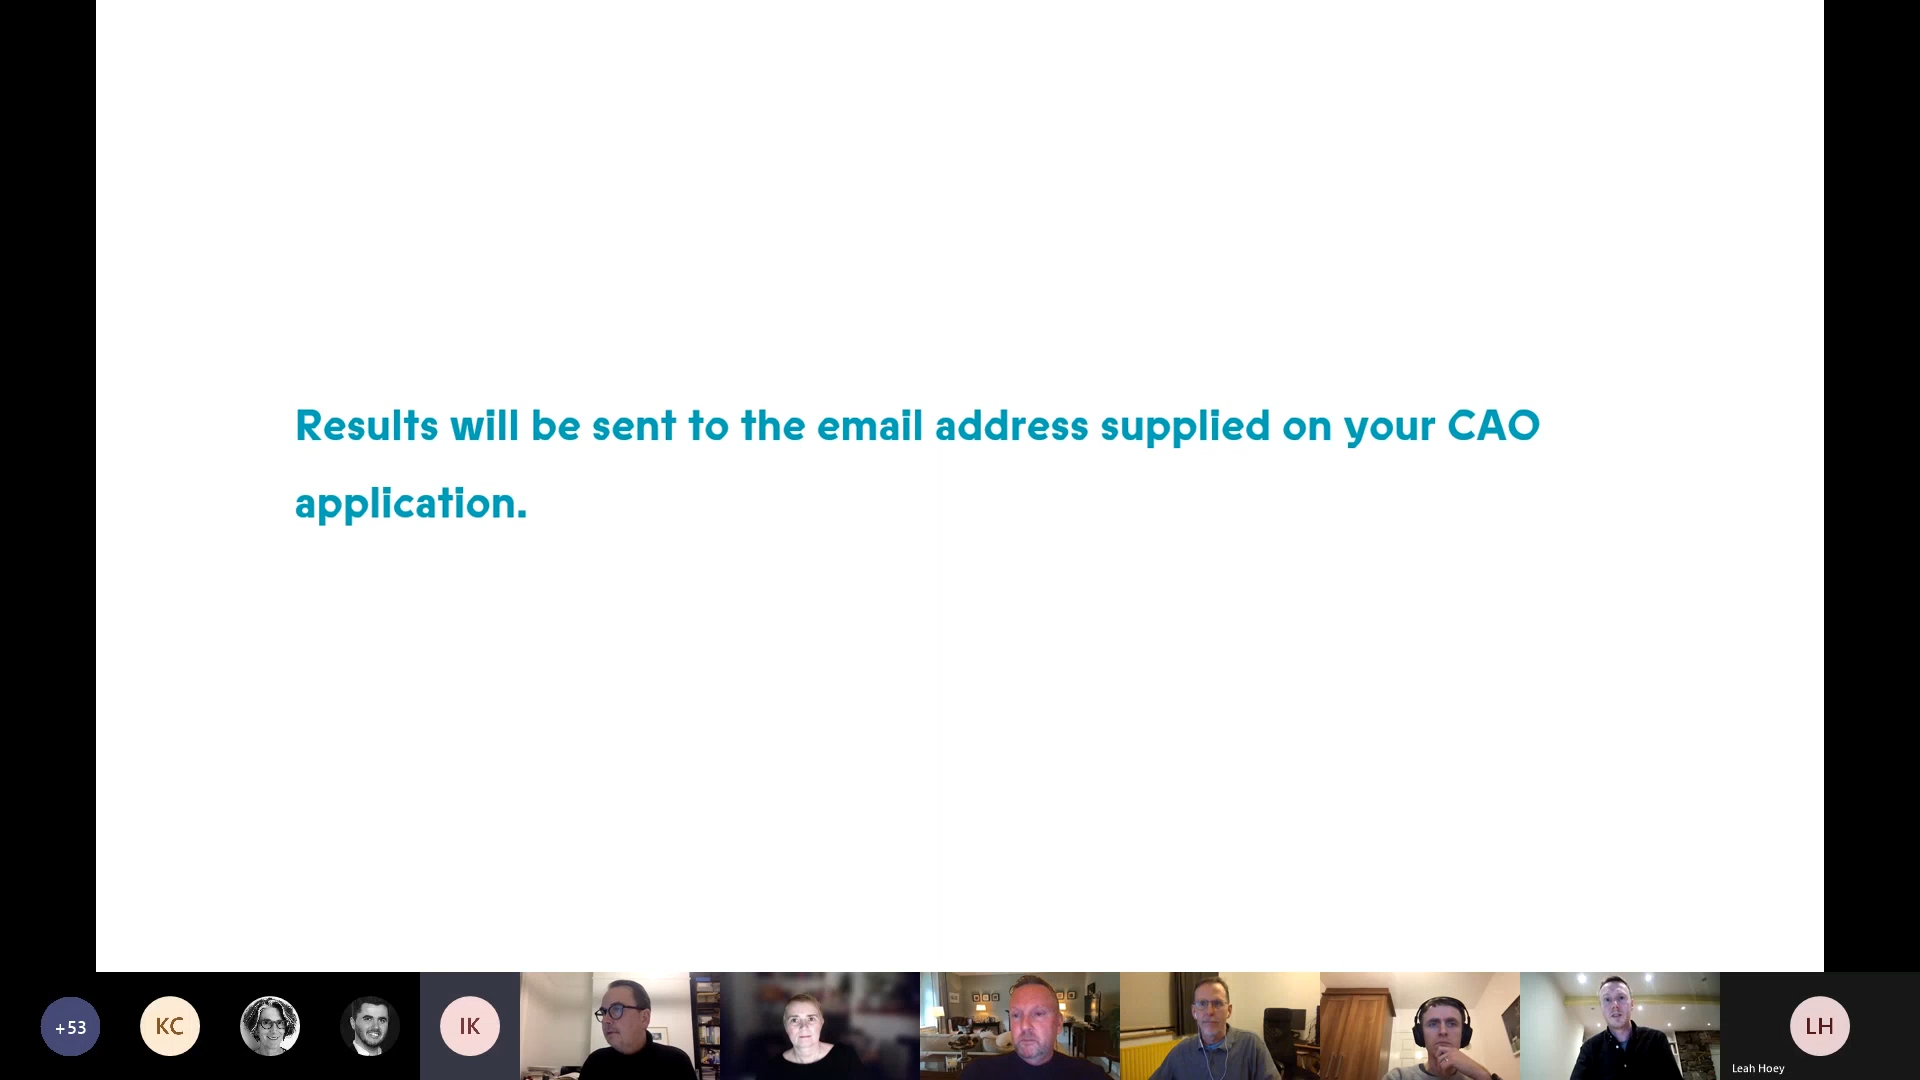 Results will be sent to the email address supplied on your CAO
application.
+53
KC
IK
LH
Leah Hoey